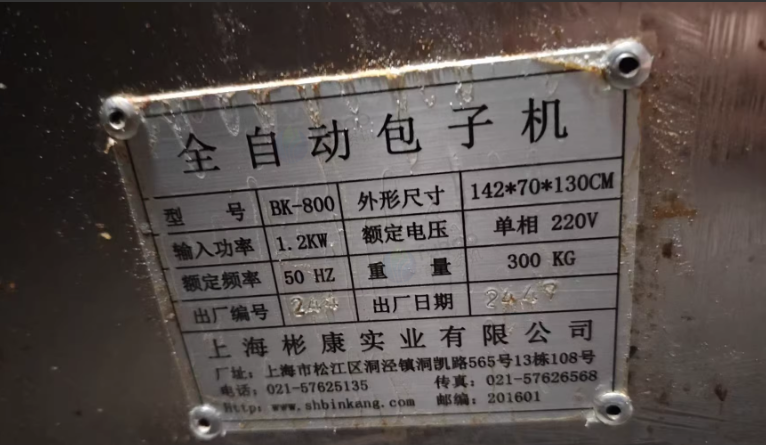 全自动包子机
型 号 BK-800 外形尺寸 142*70*130CM
输入功率 1.2KW 额定电压 单相 220V
额定频率 50 HZ 重 量 300 KG
出厂编号 244 出厂日期
上海彬康实业有限公司
厂址：上海市松江区洞泾镇洞凯路565号13栋108号
电话：021-57625135 传真：021-57626568
Http：www.shbinkang.com 邮编：201601